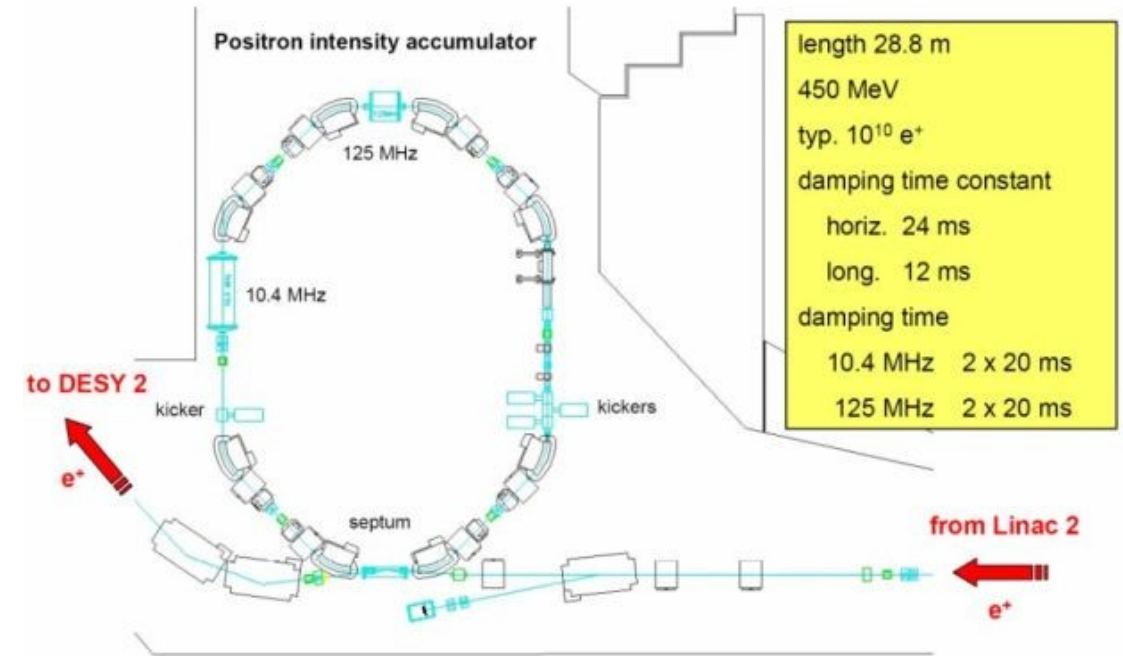 Positron intensity accumulator
length 28.8 m
450 MeV
typ. 10¹⁰ e⁺
damping time constant
horiz. 24 ms
long. 12 ms
damping time
10.4 MHz 2 x 20 ms
125 MHz 2 x 20 ms
125 MHz
10.4 MHz
to DESY 2
kicker
kickers
e⁺
septum
from Linac 2
e⁺